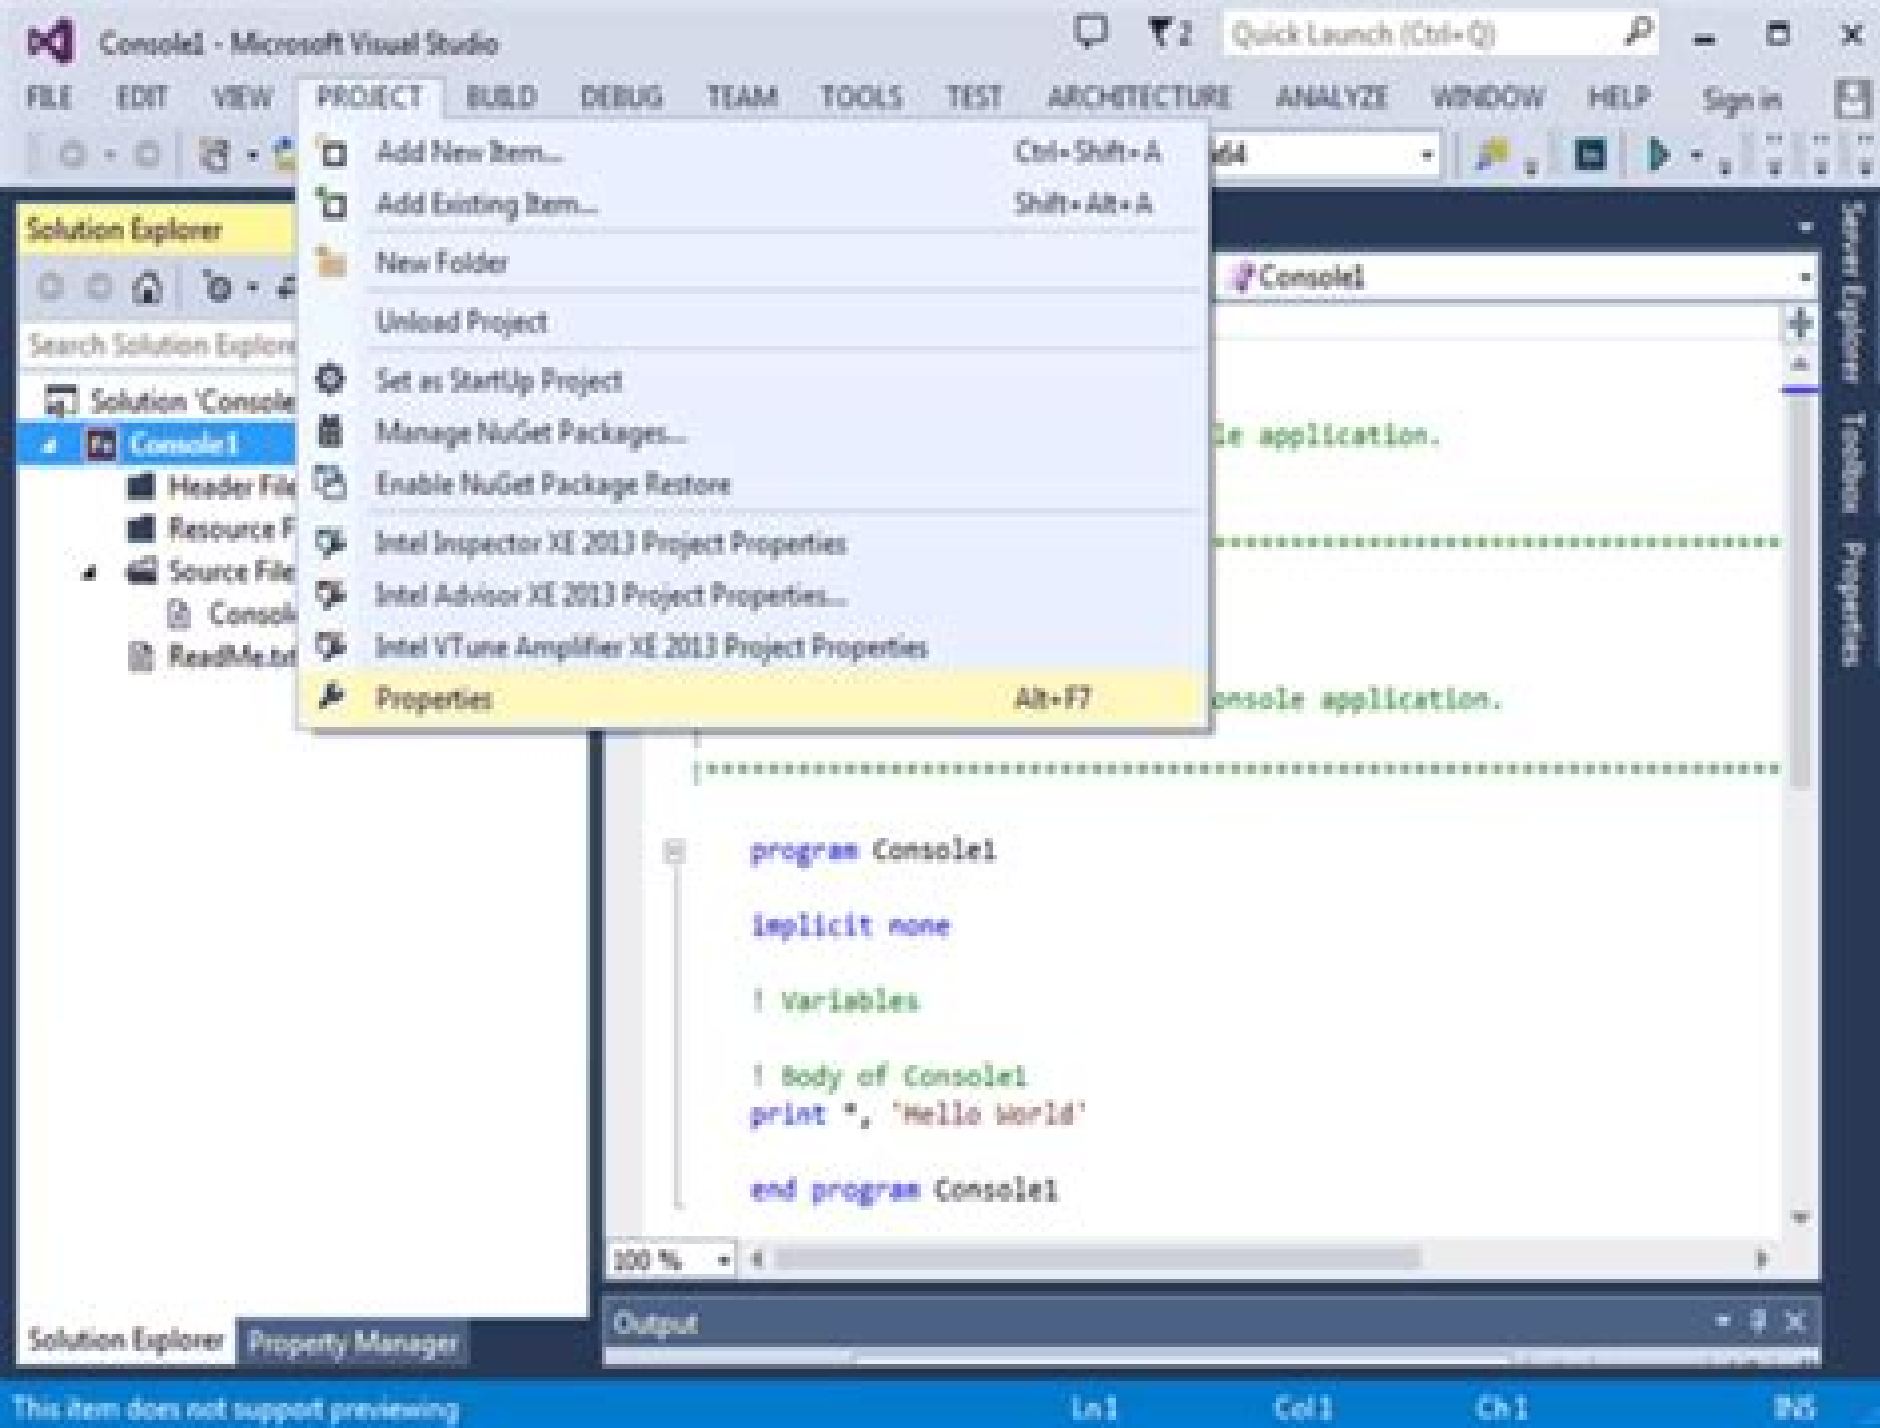 Console1 - Microsoft Visual Studio
2
Quick Launch (Ctrl+Q)
FILE EDIT VIEW PROJECT BUILD DEBUG TEAM TOOLS TEST ARCHITECTURE ANALYZE WINDOW HELP Sign in
Add New Item... Ctrl+Shift+A
x64
Add Existing Item... Shift+Alt+A
New Folder
Unload Project
Set as StartUp Project
Manage NuGet Packages...
Enable NuGet Package Restore
Intel Inspector XE 2013 Project Properties
Intel Advisor XE 2013 Project Properties...
Intel VTune Amplifier XE 2013 Project Properties
Properties Alt+F7
Solution Explorer
Search Solution Explore
Solution 'Console
Console1
Header File
Resource F
Source File
Consol
ReadMe.txt
Solution Explorer Property Manager
Console1
le application.
****************************************
onsole application.
****************************************
program Console1
implicit none
! Variables
! Body of Console1
print *, 'Hello World'
end program Console1
100 %
Output
Server Explorer
Toolbox
Properties
This item does not support previewing Ln 1 Col 1 Ch 1 INS